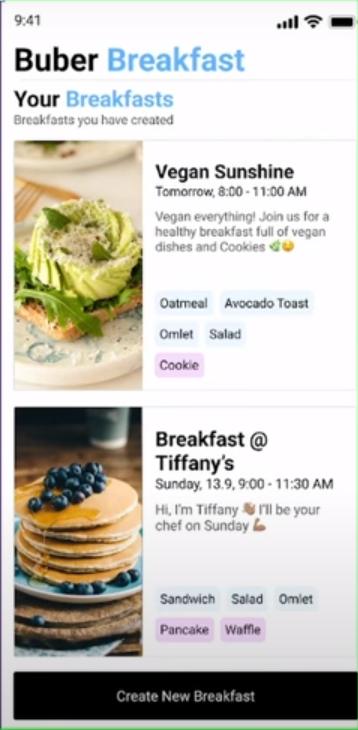 9:41
Buber Breakfast
Your Breakfasts
Breakfasts you have created
Vegan Sunshine
Tomorrow, 8:00 - 11:00 AM
Vegan everything! Join us for a
healthy breakfast full of vegan
dishes and Cookies 🌿😋
Oatmeal Avocado Toast
Omlet Salad
Cookie
Breakfast @
Tiffany's
Sunday, 13.9, 9:00 - 11:30 AM
Hi, I'm Tiffany 👋🏽 I'll be your
chef on Sunday 💪🏽
Sandwich Salad Omlet
Pancake Waffle
Create New Breakfast